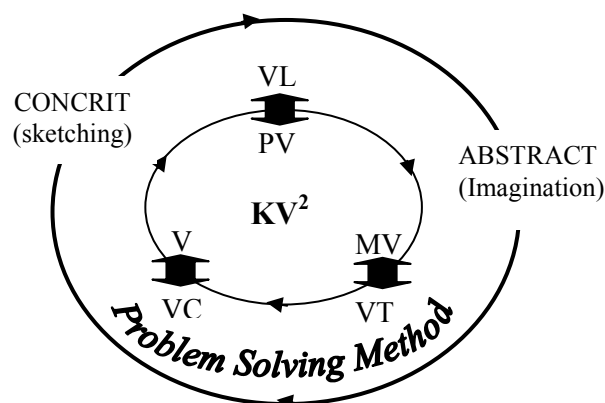 VL
CONCRIT
(sketching)
PV
ABSTRACT
(Imagination)
KV²
V
MV
VC
VT
Problem Solving Method